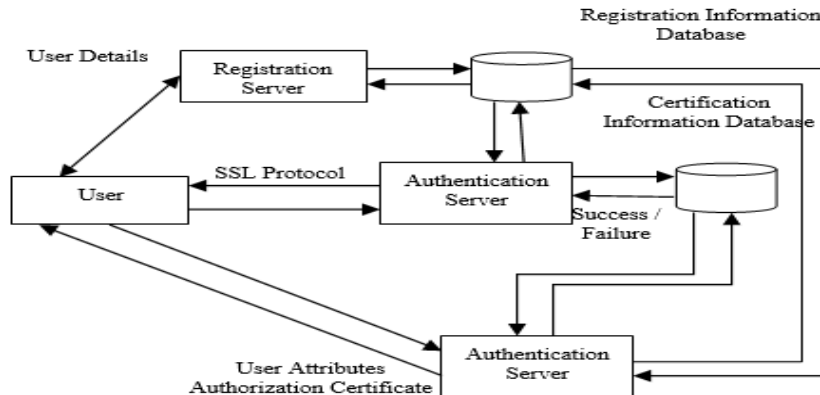 Registration Information
Database
User Details
Registration
Server
Certification
Information Database
SSL Protocol
Authentication
Server
User
Success /
Failure
User Attributes
Authorization Certificate
Authentication
Server